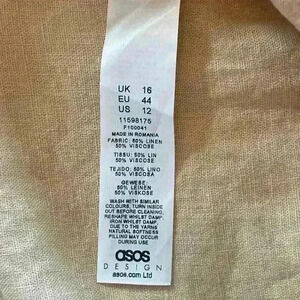 UK 16
EU 44
US 12
11598175
F100041
MADE IN ROMANIA
FABRIC: 50% LINEN
50% VISCOSE
TISSU: 50% LIN
50% VISCOSE
TEJIDO: 50% LINO
50% VISCOSA
GEWEBE:
50% LEINEN
50% VISKOSE
WASH WITH SIMILAR
COLOURS, TURN INSIDE
OUT BEFORE CLEANING,
RESHAPE WHILST DAMP,
IRON WHILST DAMP,
DUE TO THE YARNS
NATURAL SOFTNESS
PILLING MAY OCCUR
DURING USE
asos
DESIGN
asos.com Ltd